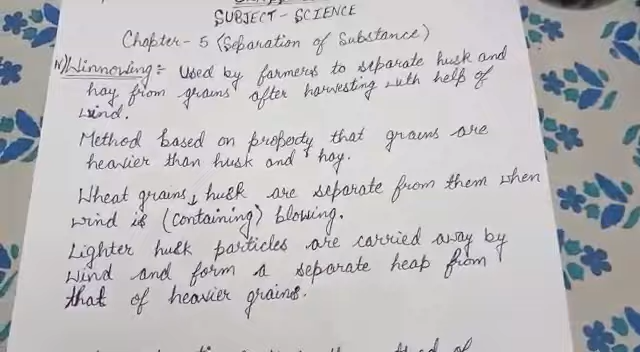 SUBJECT - SCIENCE
Chapter - 5 (Separation of Substance)
IV) Winnowing:- Used by farmers to separate husk and
hay from grains after harvesting with help of
wind.
Method based on property that grains are
heavier than husk and hay.
Wheat grains, husk are separate from them when
wind is (containing) blowing.
Lighter husk particles are carried away by
wind and form a separate heap from
that of heavier grains.